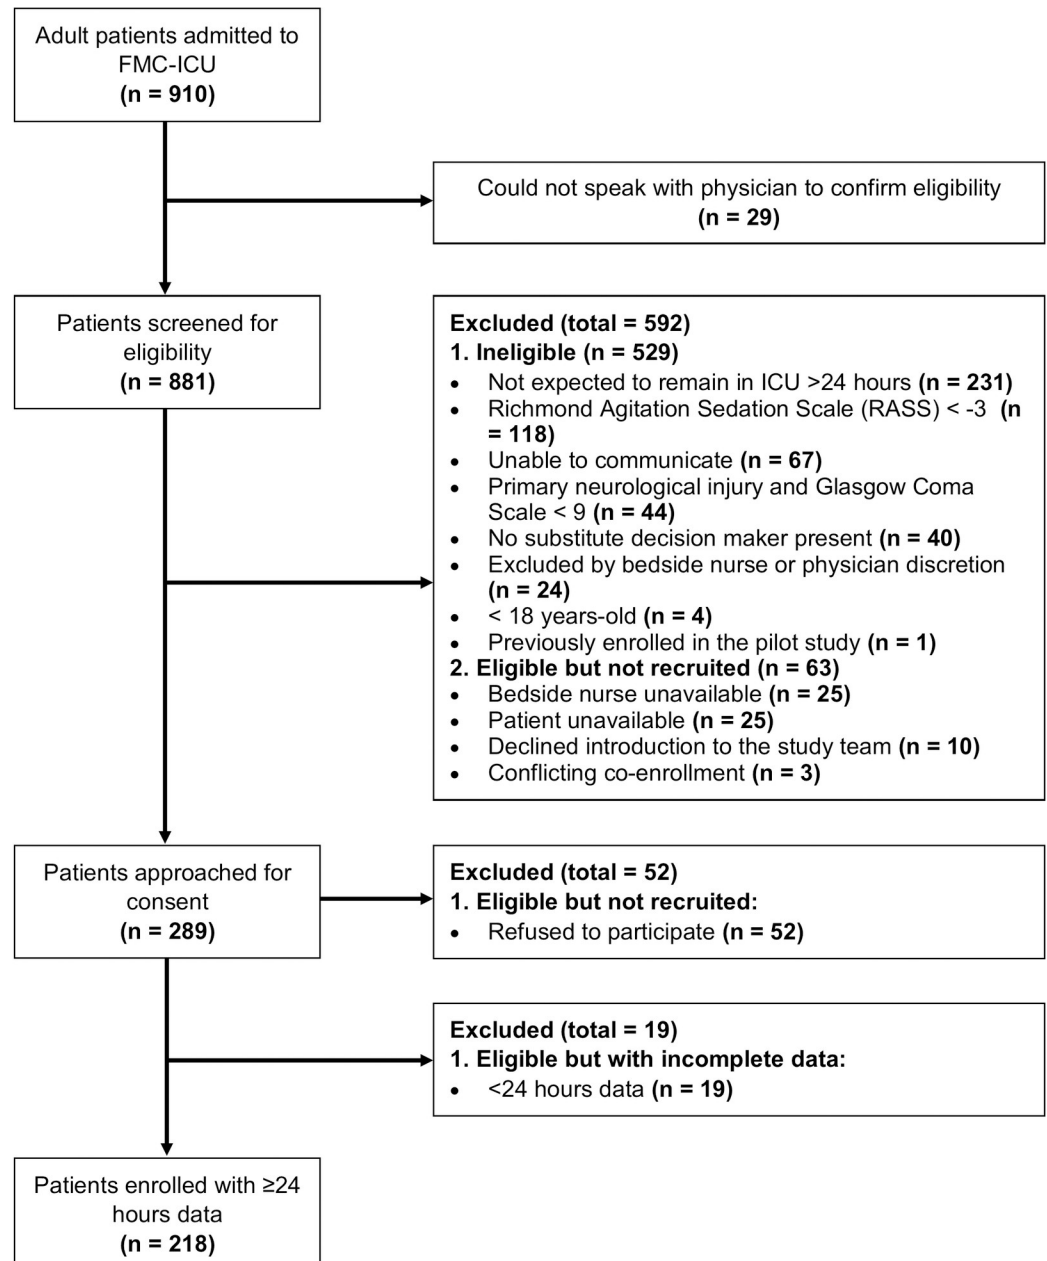 Adult patients admitted to
FMC-ICU
(n = 910)
Could not speak with physician to confirm eligibility
(n = 29)
Patients screened for
eligibility
(n = 881)
Excluded (total = 592)
1. Ineligible (n = 529)
• Not expected to remain in ICU >24 hours (n = 231)
• Richmond Agitation Sedation Scale (RASS) < -3 (n
= 118)
• Unable to communicate (n = 67)
• Primary neurological injury and Glasgow Coma
Scale < 9 (n = 44)
• No substitute decision maker present (n = 40)
• Excluded by bedside nurse or physician discretion
(n = 24)
• < 18 years-old (n = 4)
• Previously enrolled in the pilot study (n = 1)
2. Eligible but not recruited (n = 63)
• Bedside nurse unavailable (n = 25)
• Patient unavailable (n = 25)
• Declined introduction to the study team (n = 10)
• Conflicting co-enrollment (n = 3)
Patients approached for
consent
(n = 289)
Excluded (total = 52)
1. Eligible but not recruited:
• Refused to participate (n = 52)
Excluded (total = 19)
1. Eligible but with incomplete data:
• <24 hours data (n = 19)
Patients enrolled with ≥24
hours data
(n = 218)